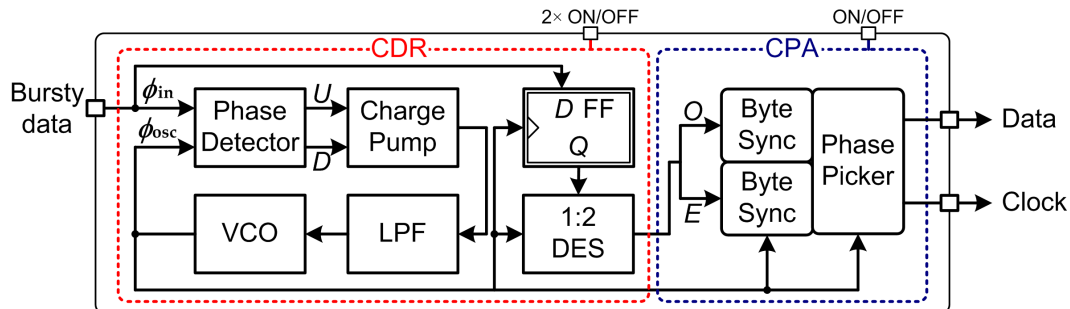 2× ON/OFF
ON/OFF
CDR
CPA
Bursty
data
ϕin
ϕosc
Phase
Detector
U
D
Charge
Pump
D FF
Q
VCO
LPF
1:2
DES
O
E
Byte
Sync
Byte
Sync
Phase
Picker
Data
Clock